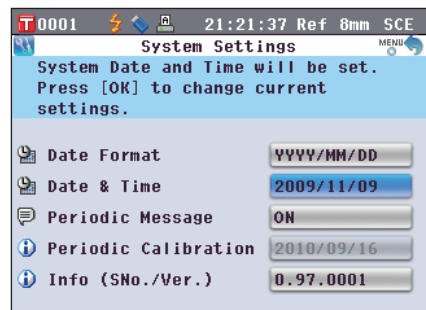 T0001 A 21:21:37 Ref 8mm SCE
System Settings MENU
System Date and Time will be set.
Press [OK] to change current
settings.
Date Format YYYY/MM/DD
Date & Time 2009/11/09
Periodic Message ON
Periodic Calibration 2010/09/16
Info (SNo./Ver.) 0.97.0001